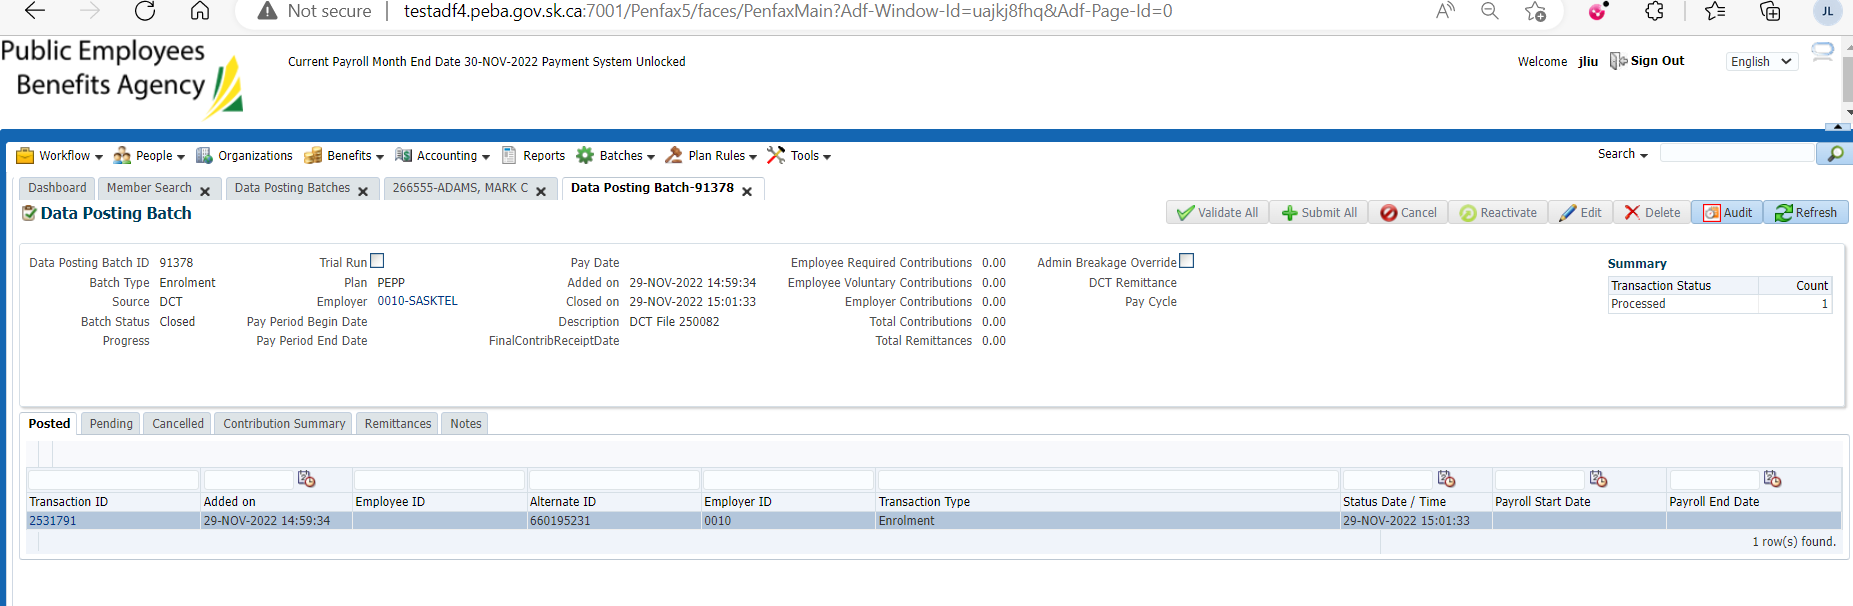 Not secure | testadf4.peba.gov.sk.ca:7001/Penfax5/faces/PenfaxMain?Adf-Window-Id=uajkj8fhq&Adf-Page-Id=0 A JL
Public Employees
Benefits Agency
Current Payroll Month End Date 30-NOV-2022 Payment System Unlocked
Welcome jliu Sign Out English
Workflow People Organizations Benefits Accounting Reports Batches Plan Rules Tools Search
Dashboard Member Search Data Posting Batches 266555-ADAMS, MARK C Data Posting Batch-91378
Data Posting Batch Validate All Submit All Cancel Reactivate Edit Delete Audit Refresh
Data Posting Batch ID 91378 Trial Run Pay Date Employee Required Contributions 0.00 Admin Breakage Override Summary
Batch Type Enrolment Plan PEPP Added on 29-NOV-2022 14:59:34 Employee Voluntary Contributions 0.00 DCT Remittance Transaction Status Count
Source DCT Employer 0010-SASKTEL Closed on 29-NOV-2022 15:01:33 Employer Contributions 0.00 Pay Cycle Processed 1
Batch Status Closed Pay Period Begin Date Description DCT File 250082 Total Contributions 0.00
Progress Pay Period End Date FinalContribReceiptDate Total Remittances 0.00
Posted Pending Cancelled Contribution Summary Remittances Notes
Transaction ID Added on Employee ID Alternate ID Employer ID Transaction Type Status Date / Time Payroll Start Date Payroll End Date
2531791 29-NOV-2022 14:59:34 660195231 0010 Enrolment 29-NOV-2022 15:01:33
1 row(s) found.